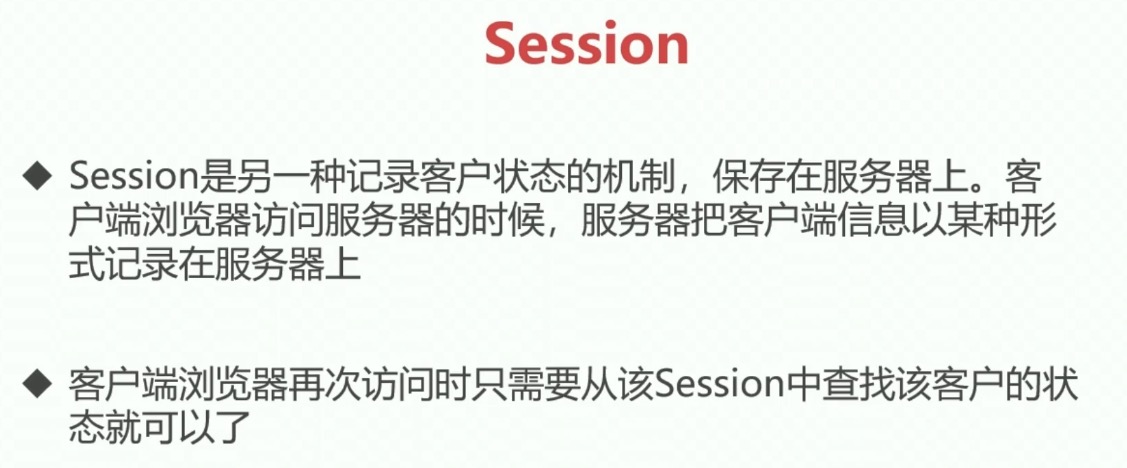 Session
◆ Session是另一种记录客户状态的机制，保存在服务器上。客
户端浏览器访问服务器的时候，服务器把客户端信息以某种形
式记录在服务器上
◆ 客户端浏览器再次访问时只需要从该Session中查找该客户的状
态就可以了